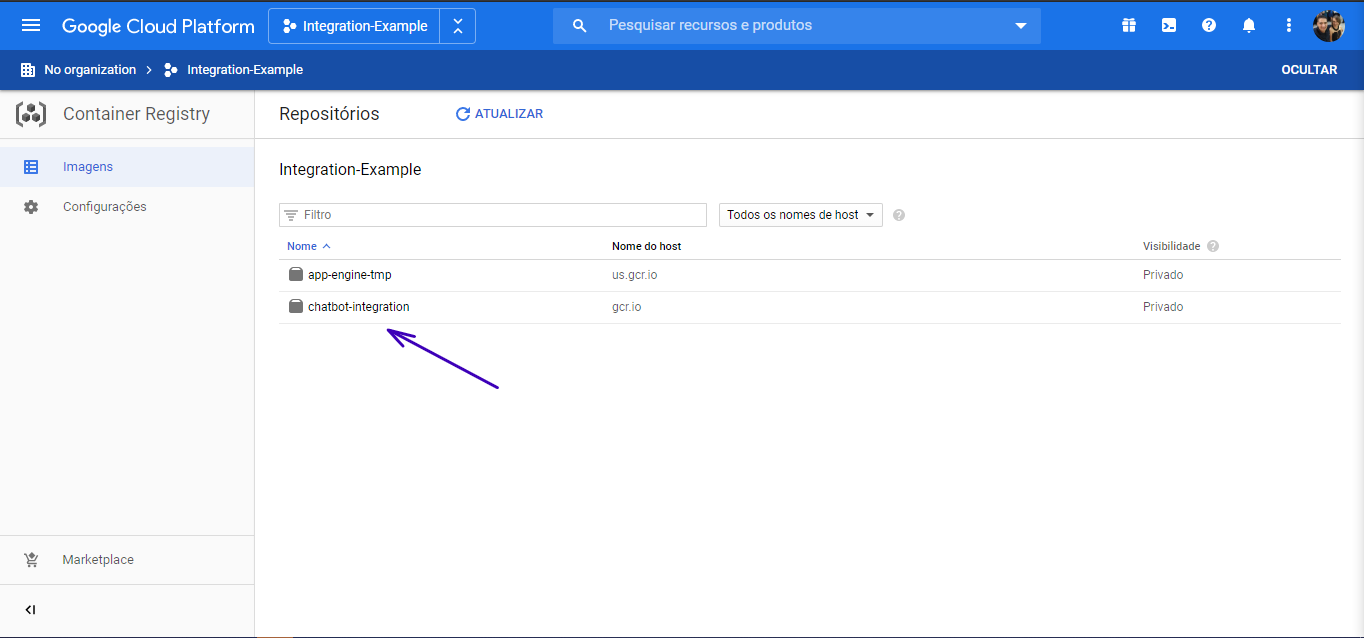 Google Cloud Platform Integration-Example Pesquisar recursos e produtos
No organization Integration-Example OCULTAR
Container Registry Repositórios ATUALIZAR
Imagens
Configurações
Integration-Example
Filtro Todos os nomes de host
Nome Nome do host Visibilidade
app-engine-tmp us.gcr.io Privado
chatbot-integration gcr.io Privado
Marketplace